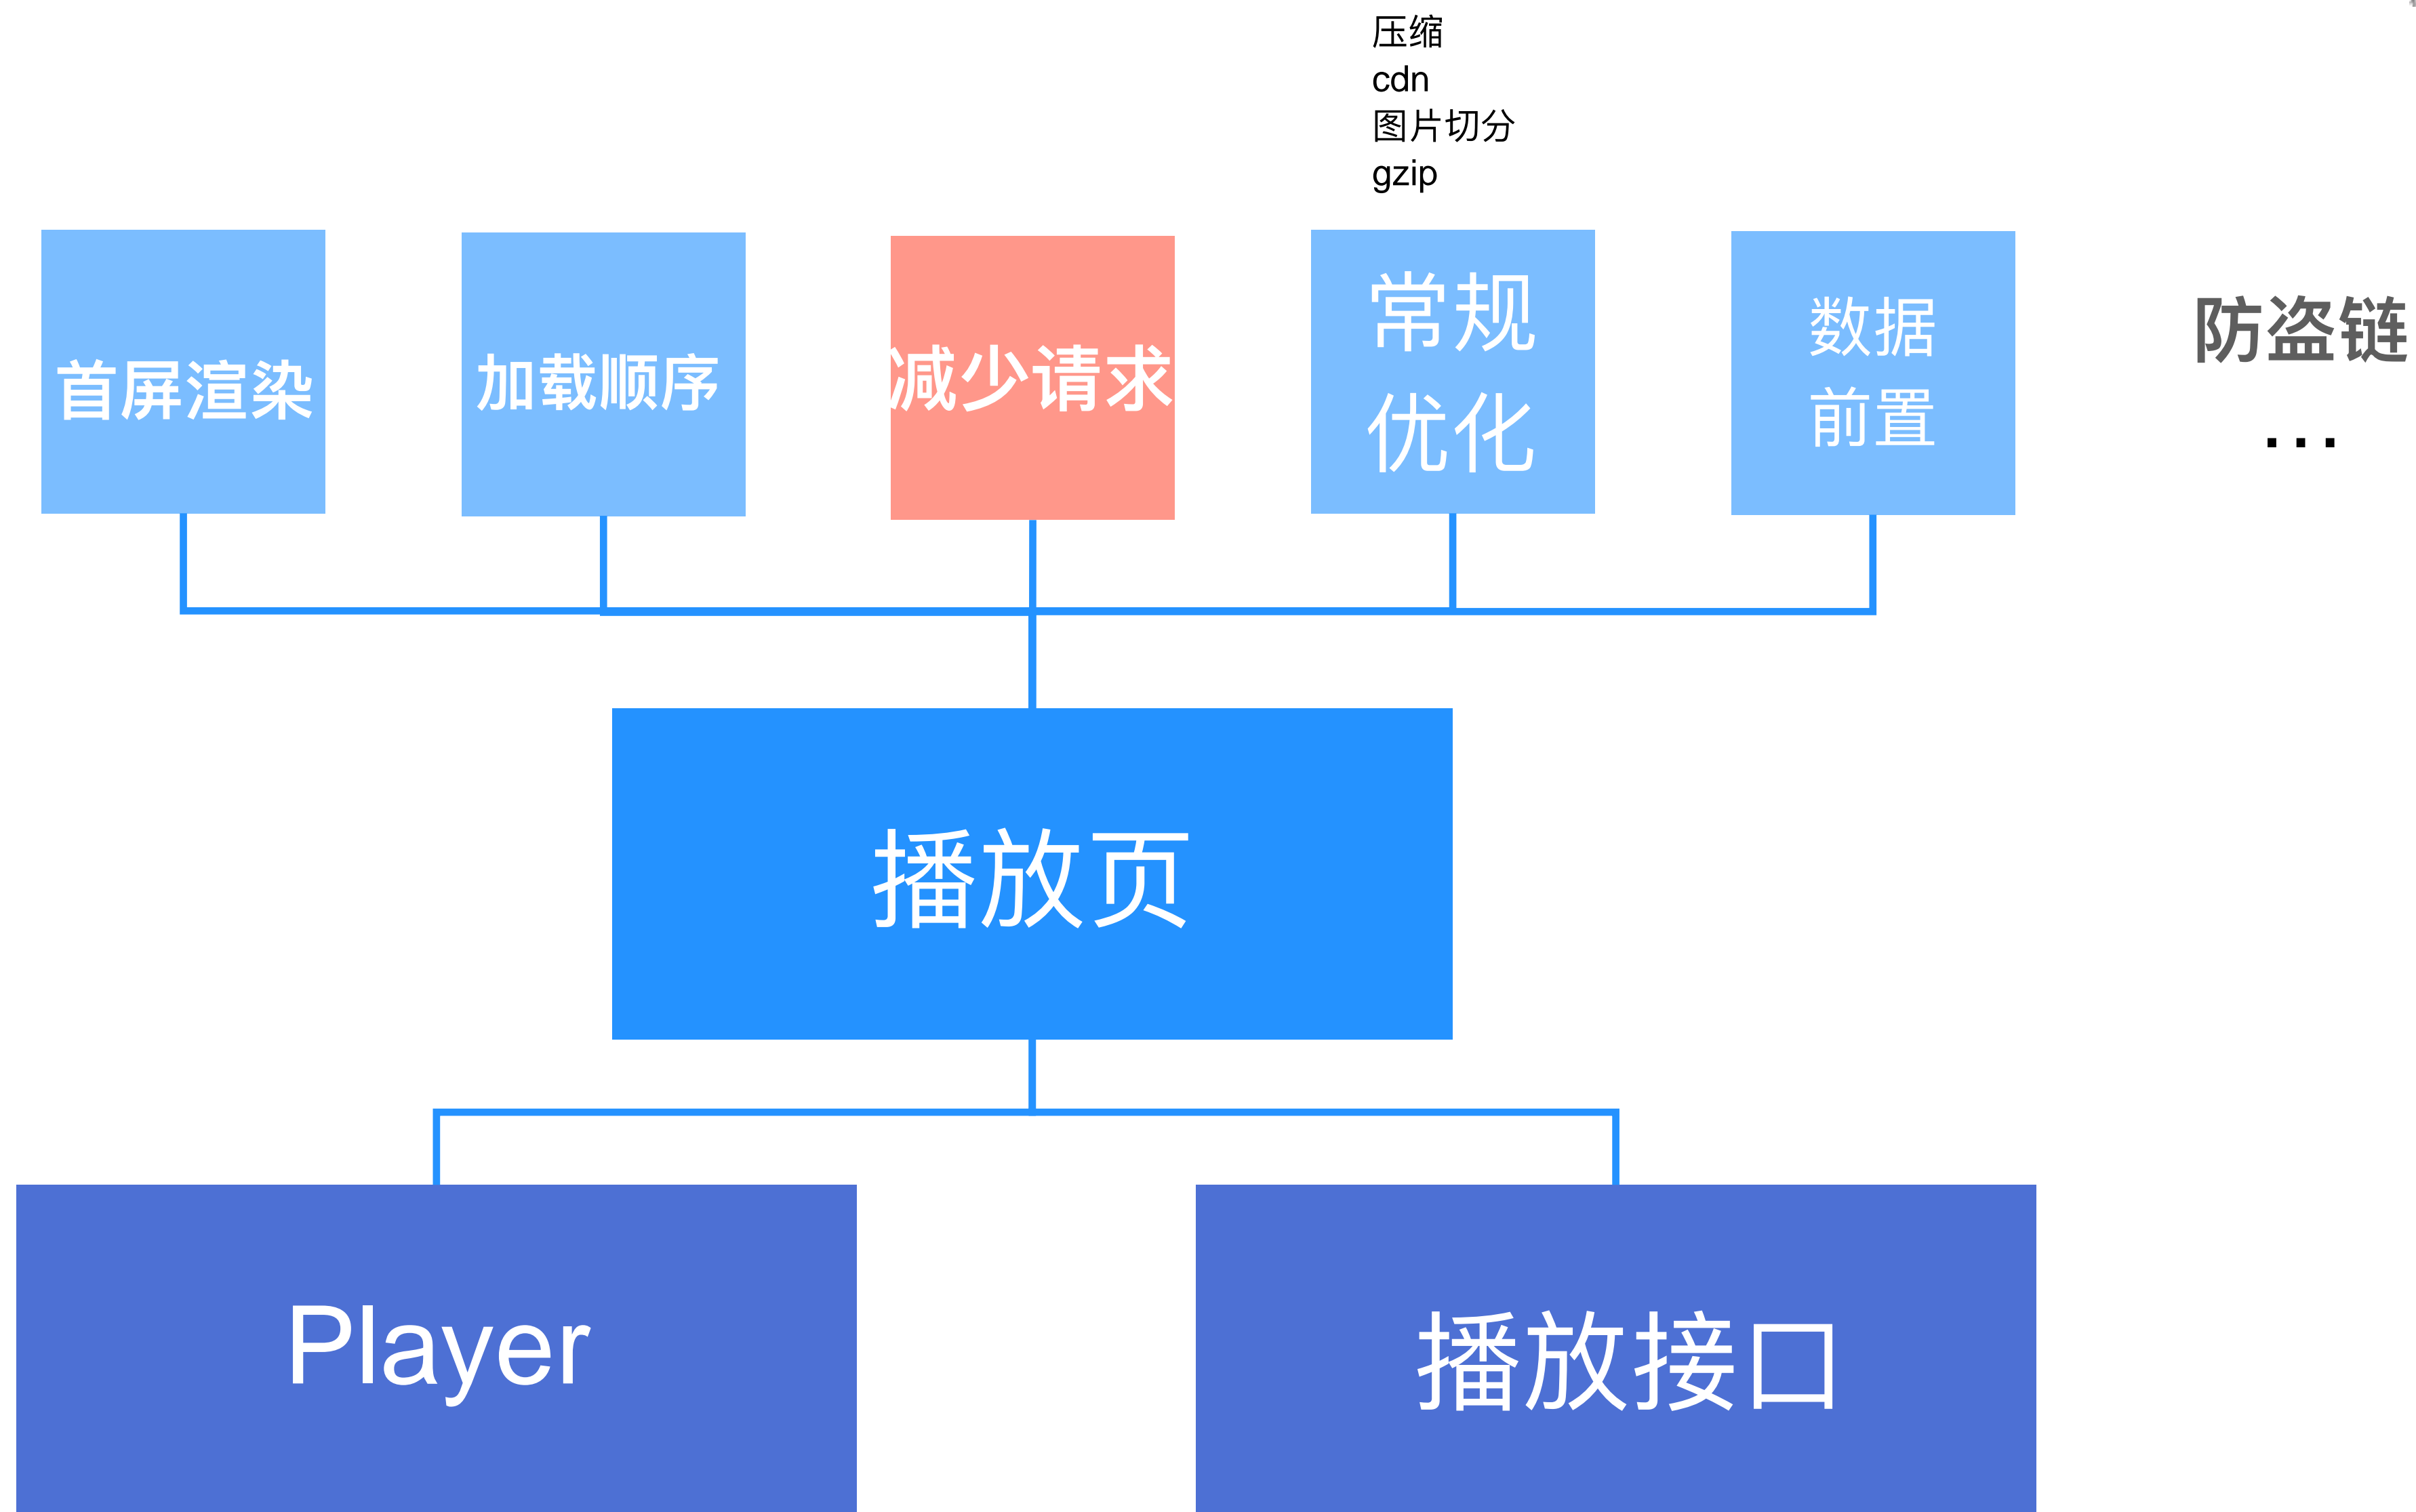 压缩
cdn
图片切分
gzip
首屏渲染
加载顺序
减少请求
常规
优化
数据
前置
防盗链
...
播放页
Player
播放接口